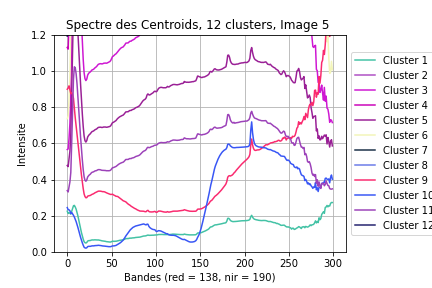 Spectre des Centroids, 12 clusters, Image 5
Intensite
1.2
1.0
0.8
0.6
0.4
0.2
0.0
0
50
100
150
200
250
300
Bandes (red = 138, nir = 190)
Cluster 1
Cluster 2
Cluster 3
Cluster 4
Cluster 5
Cluster 6
Cluster 7
Cluster 8
Cluster 9
Cluster 10
Cluster 11
Cluster 12